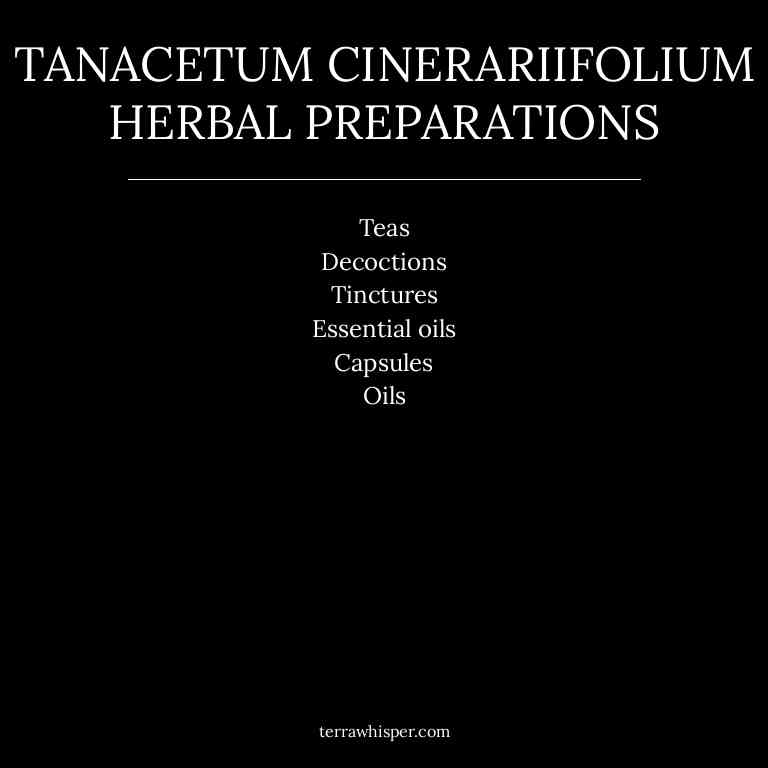 TANACETUM CINERARIIFOLIUM
HERBAL PREPARATIONS
Teas
Decoctions
Tinctures
Essential oils
Capsules
Oils
terrawhisper.com